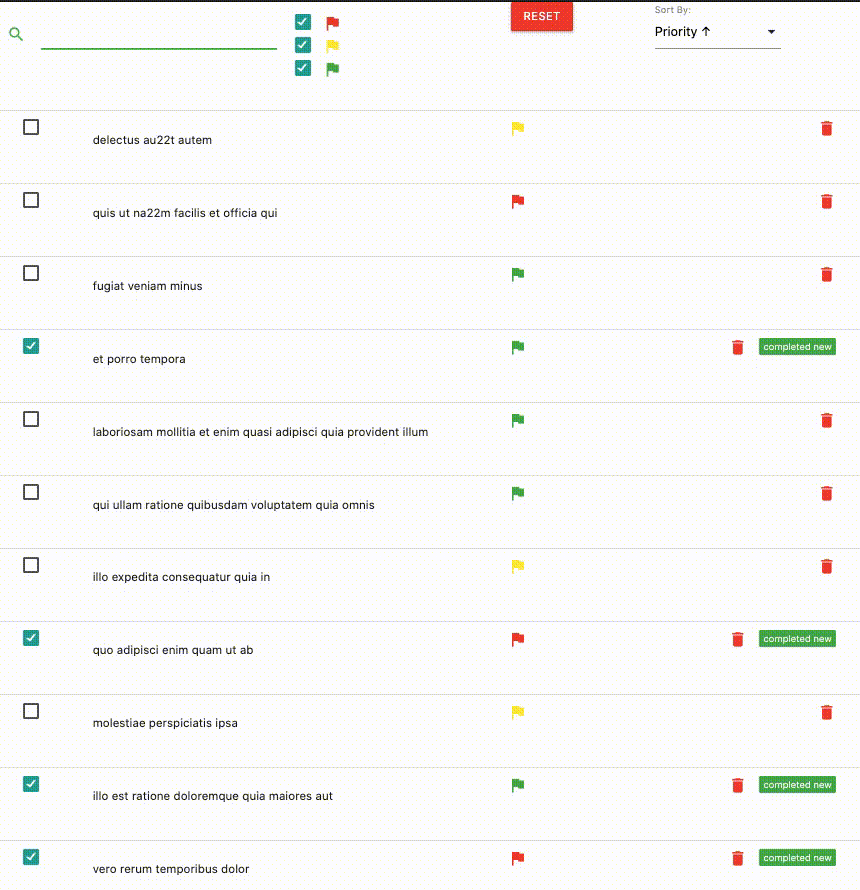 RESET
Sort By:
Priority ↑
delectus au22t autem
quis ut na22m facilis et officia qui
fugiat veniam minus
et porro tempora
completed new
laboriosam mollitia et enim quasi adipisci quia provident illum
qui ullam ratione quibusdam voluptatem quia omnis
illo expedita consequatur quia in
quo adipisci enim quam ut ab
completed new
molestiae perspiciatis ipsa
illo est ratione doloremque quia maiores aut
completed new
vero rerum temporibus dolor
completed new